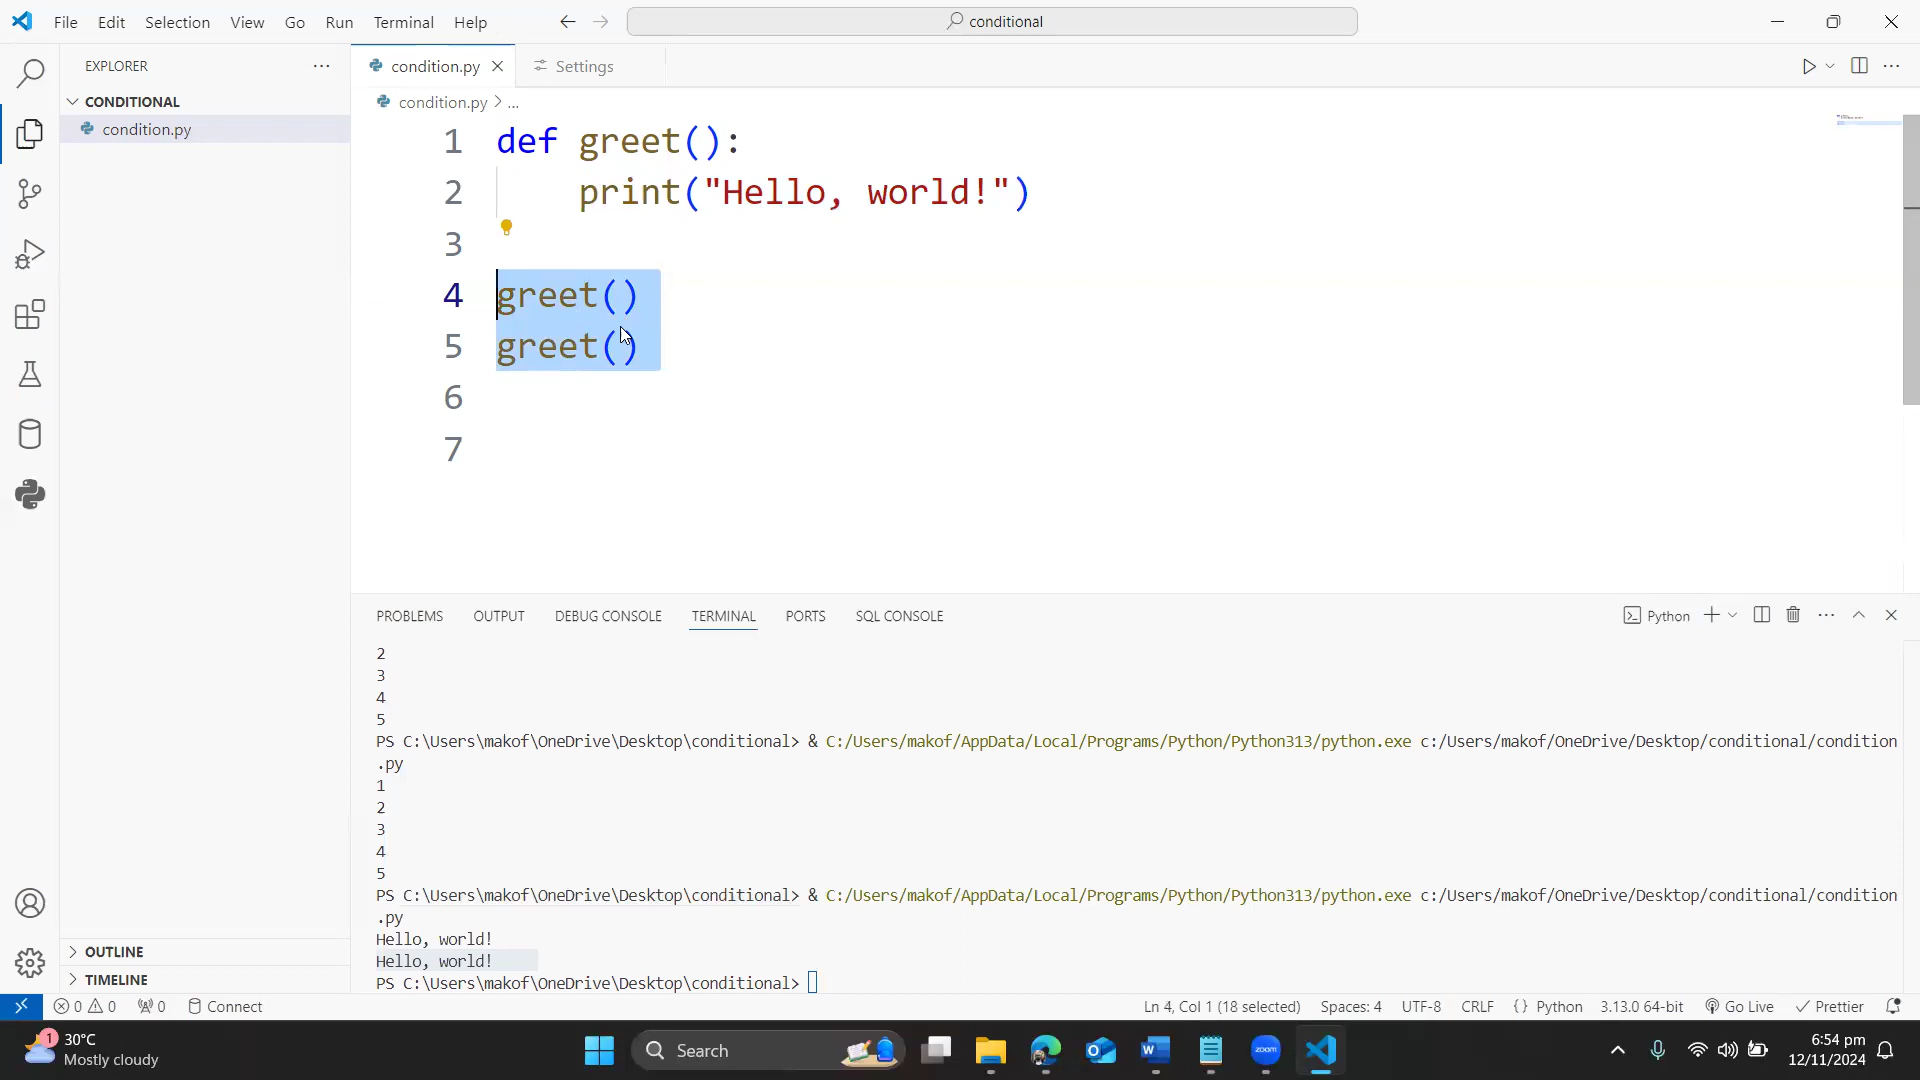 File Edit Selection View Go Run Terminal Help
conditional
EXPLORER
condition.py
Settings
CONDITIONAL
condition.py
condition.py > ...
1 def greet():
2 print("Hello, world!")
3
4 greet()
5 greet()
6
7
PROBLEMS OUTPUT DEBUG CONSOLE TERMINAL PORTS SQL CONSOLE
Python
2
3
4
5
PS C:\Users\makof\OneDrive\Desktop\conditional> & C:/Users/makof/AppData/Local/Programs/Python/Python313/python.exe c:/Users/makof/OneDrive/Desktop/conditional/condition
.py
1
2
3
4
5
PS C:\Users\makof\OneDrive\Desktop\conditional> & C:/Users/makof/AppData/Local/Programs/Python/Python313/python.exe c:/Users/makof/OneDrive/Desktop/conditional/condition
.py
Hello, world!
Hello, world!
PS C:\Users\makof\OneDrive\Desktop\conditional>
OUTLINE
TIMELINE
0 0 0 Connect
Ln 4, Col 1 (18 selected) Spaces: 4 UTF-8 CRLF {} Python 3.13.0 64-bit Go Live Prettier
1
30°C
Mostly cloudy
Search
zoom
6:54 pm
12/11/2024